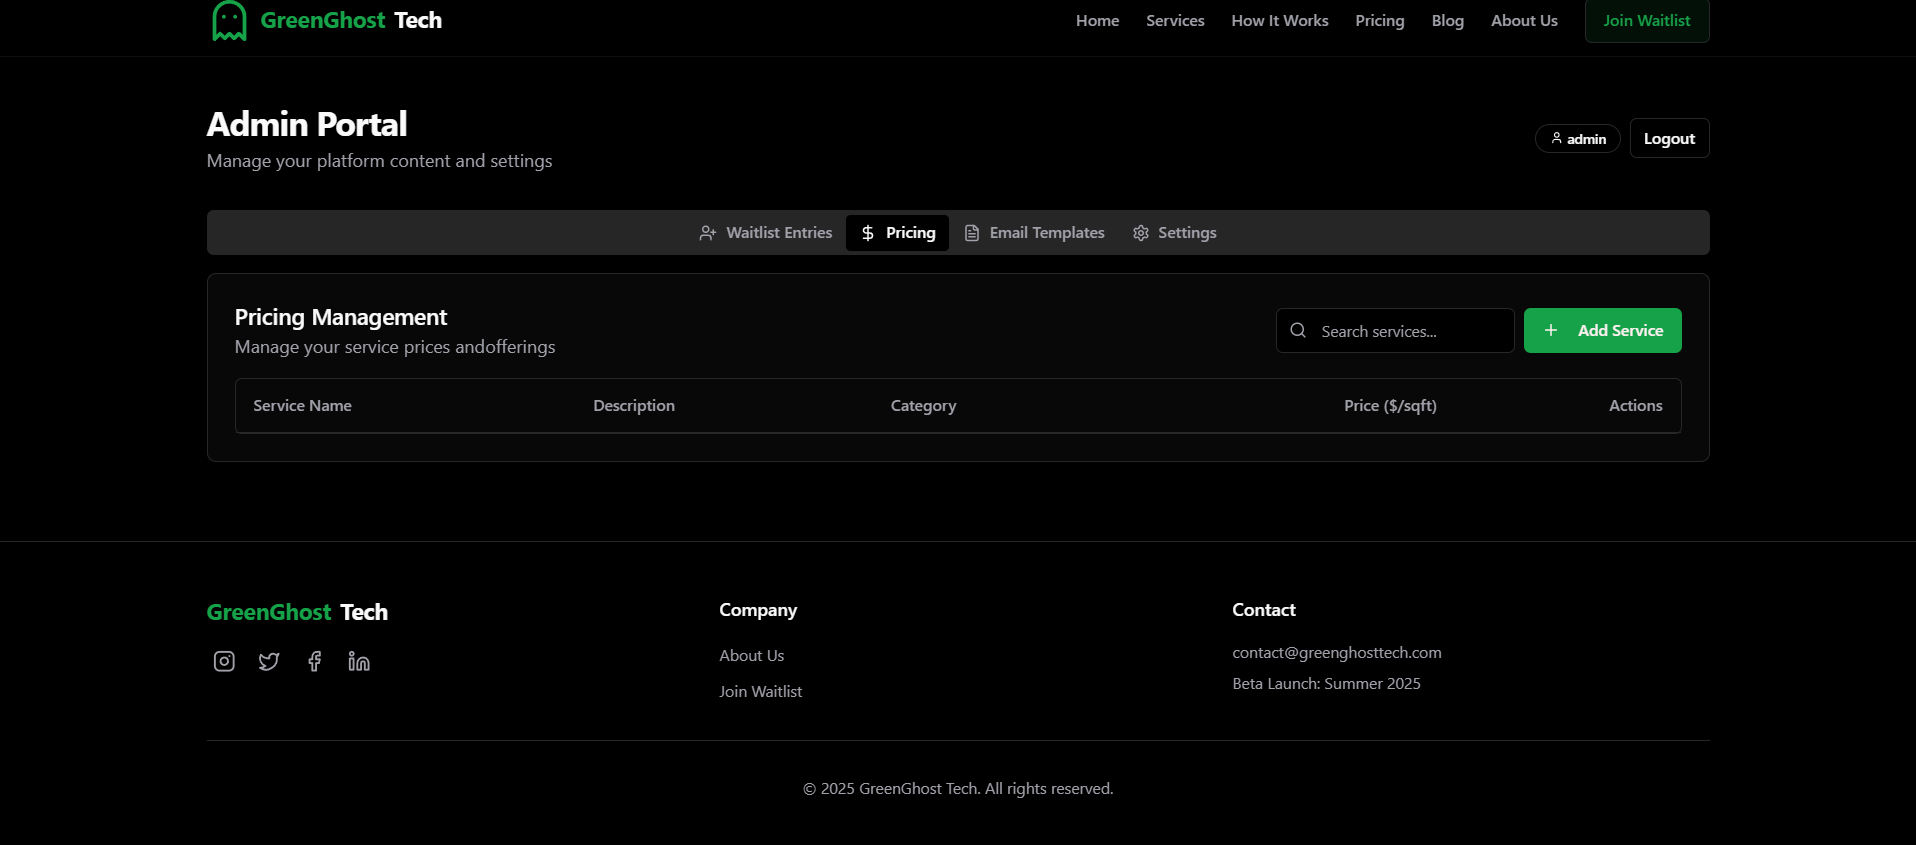 GreenGhost Tech
Home Services How It Works Pricing Blog About Us Join Waitlist
Admin Portal
Manage your platform content and settings
admin Logout
Waitlist Entries Pricing Email Templates Settings
Pricing Management
Manage your service prices andofferings
Search services... Add Service
Service Name Description Category Price ($/sqft) Actions
GreenGhost Tech
Company
About Us
Join Waitlist
Contact
contact@greenghosttech.com
Beta Launch: Summer 2025
© 2025 GreenGhost Tech. All rights reserved.